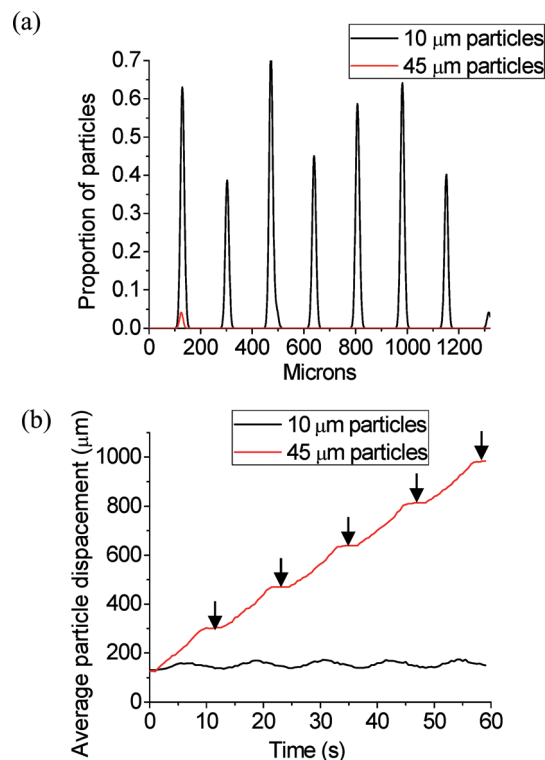 (a)
10 μm particles
45 μm particles
0.7
0.6
0.5
0.4
0.3
0.2
0.1
0.0
Proportion of particles
0 200 400 600 800 1000 1200
Microns
(b)
10 μm particles
45 μm particles
1000
800
600
400
200
0
Average particle dispacement (μm)
0 10 20 30 40 50 60
Time (s)